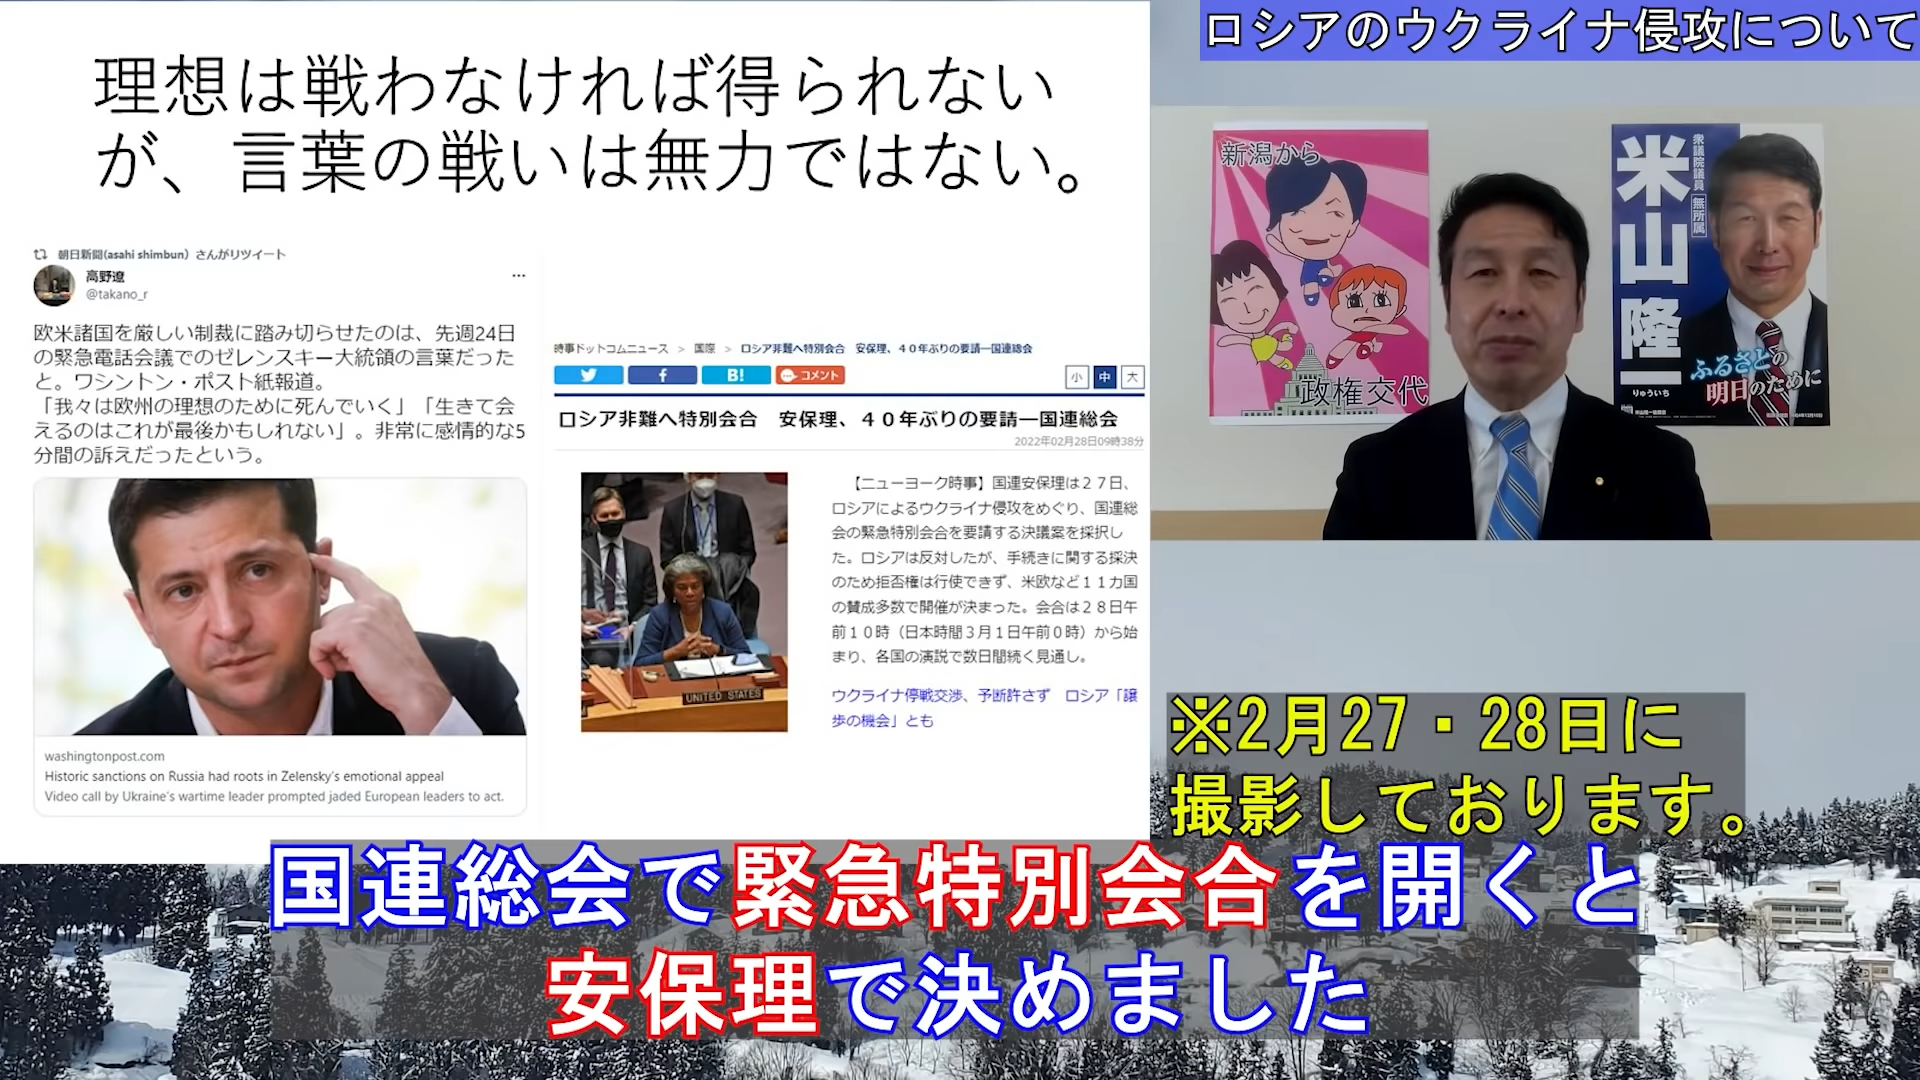 ロシアのウクライナ侵攻について
理想は戦わなければ得られない
が、言葉の戦いは無力ではない。
朝日新聞(asahi shimbun) さんがリツイート
高野遼
@takano_r
欧米諸国を厳しい制裁に踏み切らせたのは、先週24日
の緊急電話会議でのゼレンスキー大統領の言葉だった
と。ワシントン・ポスト紙報道。
「我々は欧州の理想のために死んでいく」「生きて会
えるのはこれが最後かもしれない」。非常に感情的な5
分間の訴えだったという。
washingtonpost.com
Historic sanctions on Russia had roots in Zelensky's emotional appeal
Video call by Ukraine's wartime leader prompted jaded European leaders to act.
時事ドットコムニュース > 国際 > ロシア非難へ特別会合 安保理、４０年ぶりの要請―国連総会
B! コメント
小 中 大
ロシア非難へ特別会合 安保理、４０年ぶりの要請―国連総会
2022年02月28日09時38分
【ニューヨーク時事】国連安保理は２７日、
ロシアによるウクライナ侵攻をめぐり、国連総
会の緊急特別会合を要請する決議案を採択し
た。ロシアは反対したが、手続きに関する採決
のため拒否権は行使できず、米欧など１１カ国
の賛成多数で開催が決まった。会合は２８日午
前１０時（日本時間３月１日午前０時）から始
まり、各国の演説で数日間続く見通し。
ウクライナ停戦交渉、予断許さず ロシア「譲
歩の機会」とも
UNITED STATES
新潟から
政権交代
衆議院議員
無所属
米山隆一
りゅういち
ふるさとの
明日のために
※2月27・28日に
撮影しております。
国連総会で緊急特別会合を開くと
安保理で決めました